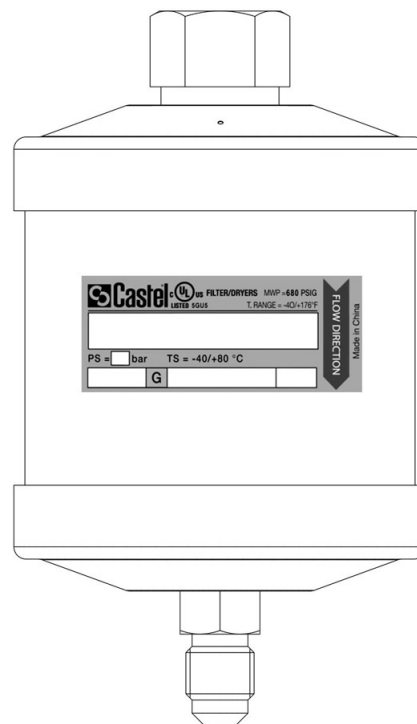 Castel c UL us FILTER/DRYERS MWP =680 PSIG
LISTED SGUS T. RANGE = -40/+176°F
PS = bar TS = -40/+80 °C
G
FLOW DIRECTION
Made in China